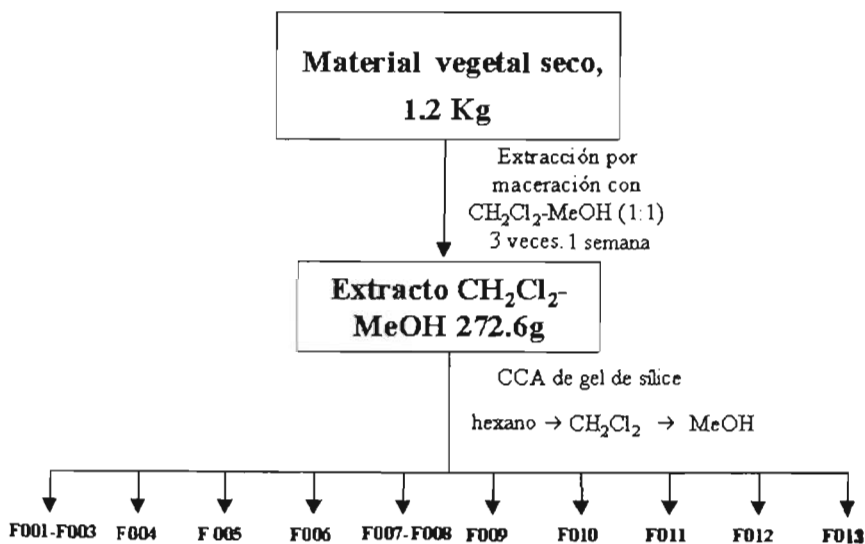 Material vegetal seco,
1.2 Kg
Extracción por
maceración con
CH₂Cl₂-MeOH (1:1)
3 veces. 1 semana
Extracto CH₂Cl₂-
MeOH 272.6g
CCA de gel de sílice
hexano → CH₂Cl₂ → MeOH
F001-F003 F004 F 005 F006 F007-F008 F009 F010 F011 F012 F013